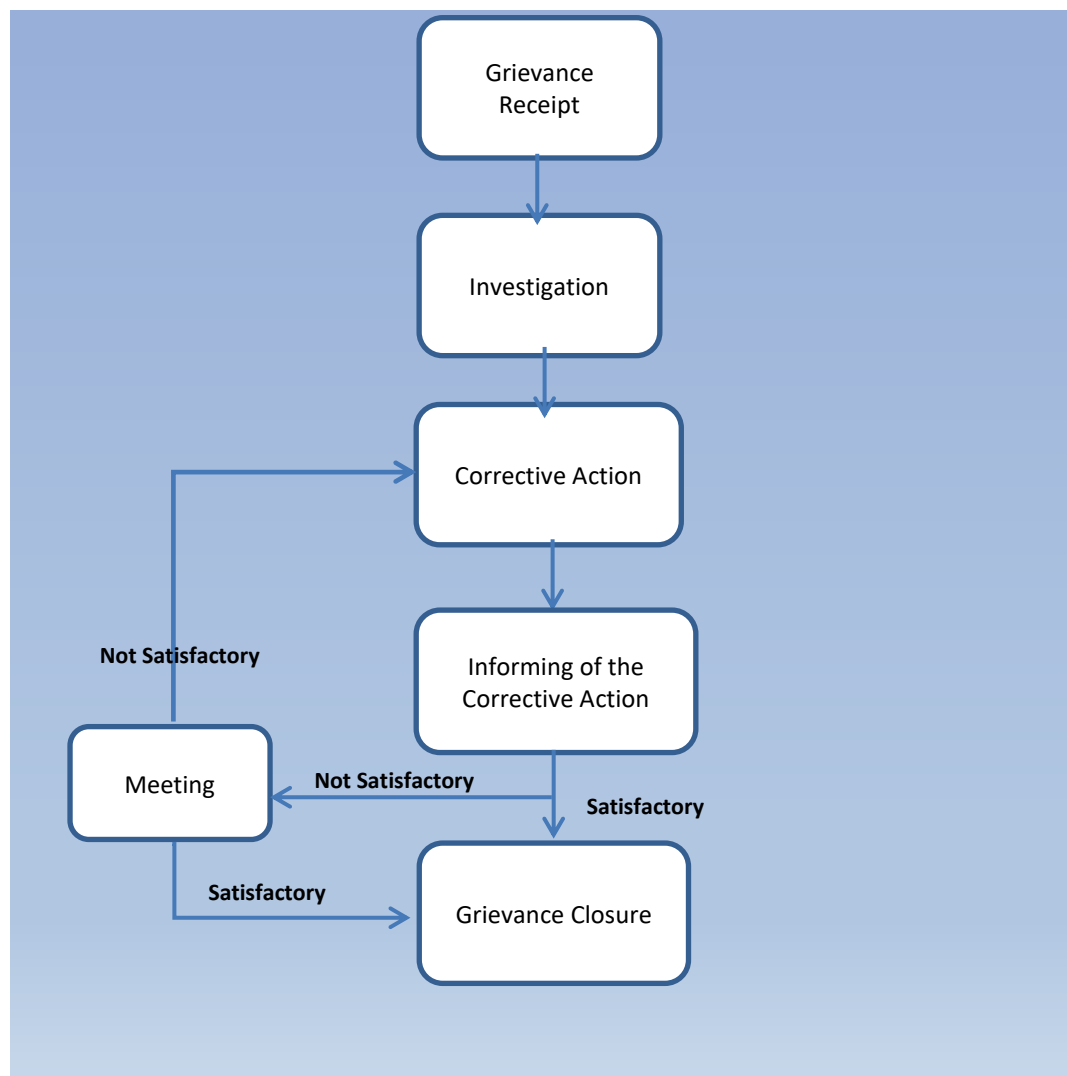 Grievance
Receipt
Investigation
Corrective Action
Not Satisfactory
Informing of the
Corrective Action
Meeting
Not Satisfactory
Satisfactory
Satisfactory
Grievance Closure